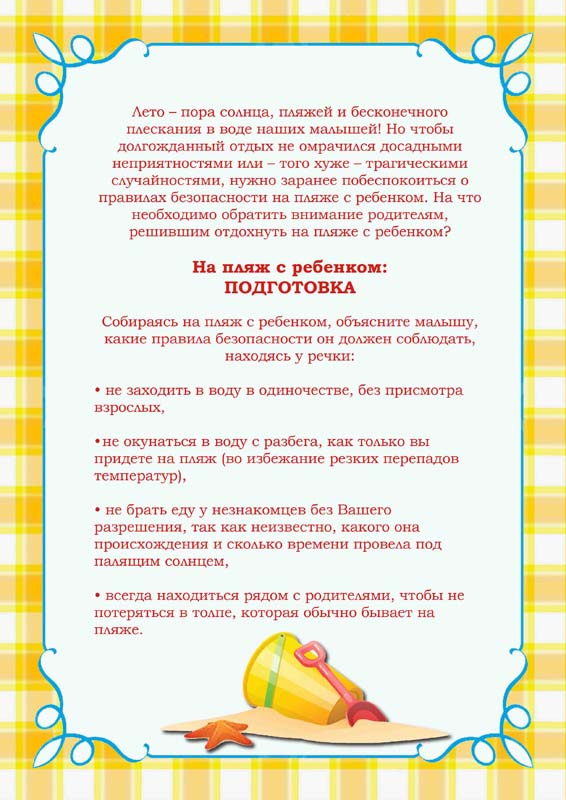 Лето – пора солнца, пляжей и бесконечного
плескания в воде наших малышей! Но чтобы
долгожданный отдых не омрачился досадными
неприятностями или – того хуже – трагическими
случайностями, нужно заранее побеспокоиться о
правилах безопасности на пляже с ребенком. На что
необходимо обратить внимание родителям,
решившим отдохнуть на пляже с ребенком?
На пляж с ребенком:
ПОДГОТОВКА
Собираясь на пляж с ребенком, объясните малышу,
какие правила безопасности он должен соблюдать,
находясь у речки:
• не заходить в воду в одиночестве, без присмотра
взрослых,
•не окунаться в воду с разбега, как только вы
придете на пляж (во избежание резких перепадов
температур),
• не брать еду у незнакомцев без Вашего
разрешения, так как неизвестно, какого она
происхождения и сколько времени провела под
палящим солнцем,
• всегда находиться рядом с родителями, чтобы не
потеряться в толпе, которая обычно бывает на
пляже.